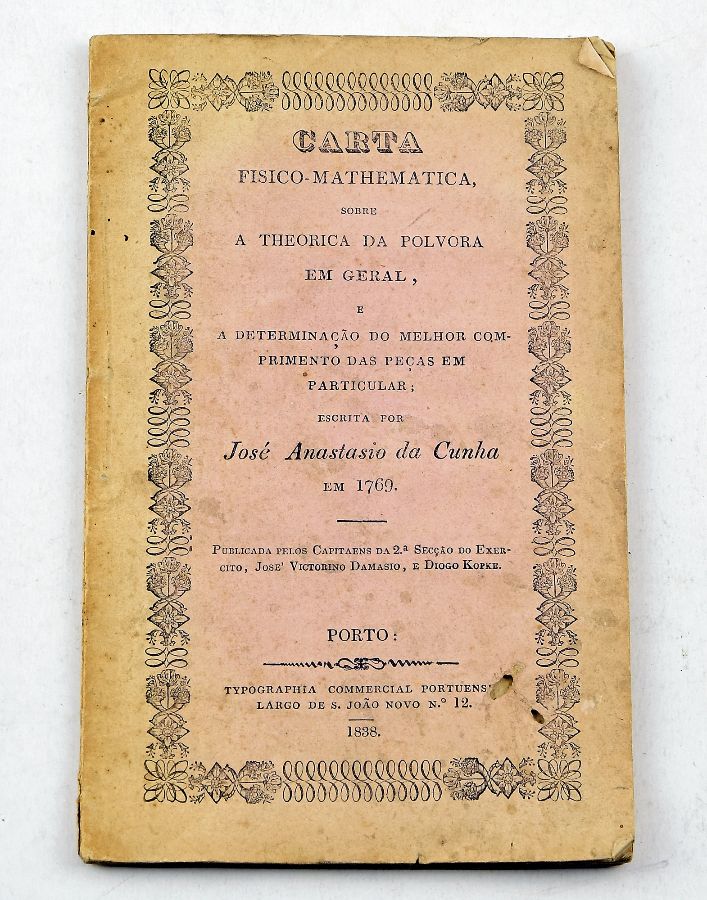 CARTA
FISICO-MATHEMATICA,
SOBRE
A THEORICA DA POLVORA
EM GERAL,
E
A DETERMINAÇÃO DO MELHOR COM-
PRIMENTO DAS PEÇAS EM
PARTICULAR;
ESCRITA POR
José Anastasio da Cunha
EM 1769.
PUBLICADA PELOS CAPITAENS DA 2.ª SECÇÃO DO EXER-
CITO, JOSE' VICTORINO DAMASIO, E DIOGO KOPKE.
PORTO:
TYPOGRAPHIA COMMERCIAL PORTUENS
LARGO DE S. JOÃO NOVO N.º 12.
1838.